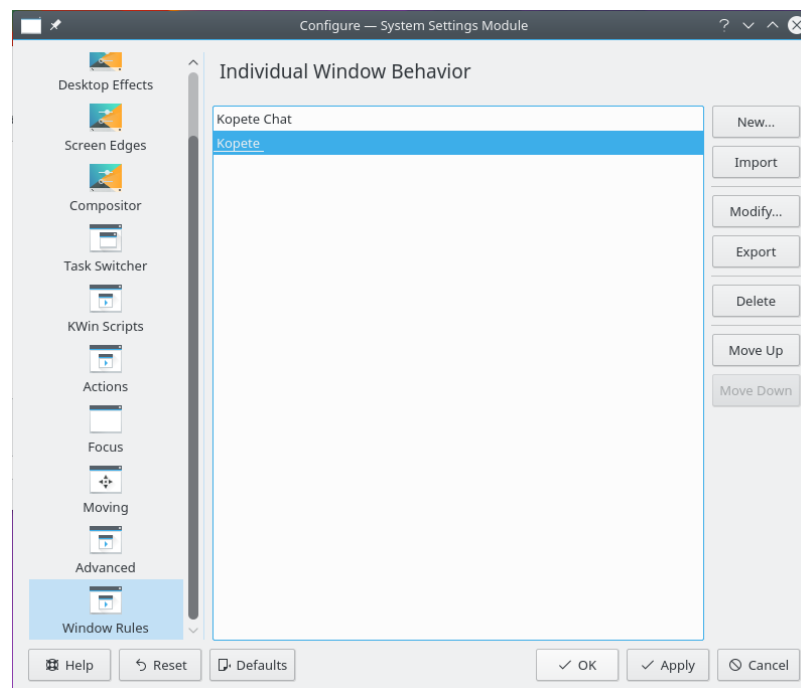 Configure — System Settings Module
Desktop Effects
Screen Edges
Compositor
Task Switcher
KWin Scripts
Actions
Focus
Moving
Advanced
Window Rules
Individual Window Behavior
Kopete Chat
Kopete
New...
Import
Modify...
Export
Delete
Move Up
Move Down
Help
Reset
Defaults
OK
Apply
Cancel